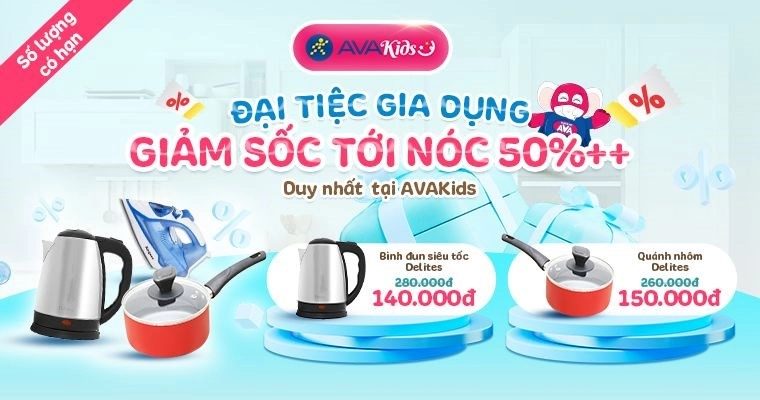 Số lượng
có hạn
AVAKids
%
ĐẠI TIỆC GIA DỤNG
AVA
%
GIẢM SỐC TỚI NÓC 50%++
Duy nhất tại AVAKids
%
%
Bình đun siêu tốc
Delites
280.000đ
140.000đ
Quánh nhôm
Delites
260.000đ
150.000đ